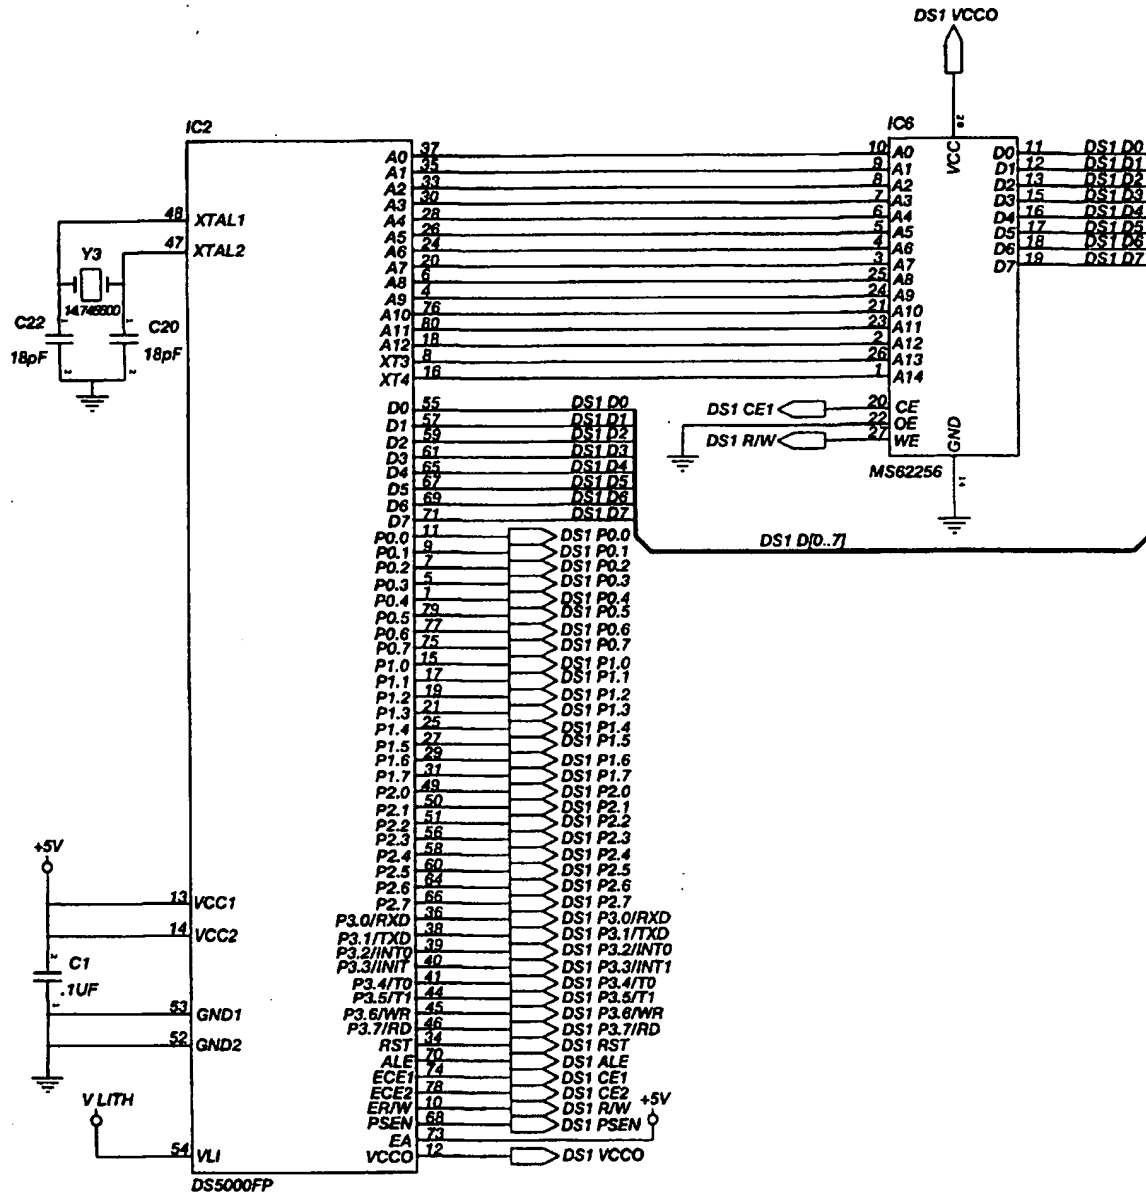 DS1 VCCO
IC2
IC6
28
VCC
37
A0
10
A0
D0
11
DS1 D0
35
A1
9
A1
D1
12
DS1 D1
33
A2
8
A2
D2
13
DS1 D2
30
A3
7
A3
D3
15
DS1 D3
28
A4
6
A4
D4
16
DS1 D4
26
A5
5
A5
D5
17
DS1 D5
24
A6
4
A6
D6
18
DS1 D6
20
A7
3
A7
D7
19
DS1 D7
6
A8
25
A8
4
A9
24
A9
76
A10
21
A10
80
A11
23
A11
18
A12
2
A12
8
XT3
26
A13
16
XT4
1
A14
48
XTAL1
47
XTAL2
Y3
14.745600
C22
18pF
C20
18pF
DS1 CE1
20
CE
22
OE
DS1 R/W
27
WE
GND
14
MS62256
D0
55
DS1 D0
D1
57
DS1 D1
D2
59
DS1 D2
D3
61
DS1 D3
D4
65
DS1 D4
D5
67
DS1 D5
D6
69
DS1 D6
D7
71
DS1 D7
DS1 D[0..7]
P0.0
11
DS1 P0.0
P0.1
9
DS1 P0.1
P0.2
7
DS1 P0.2
P0.3
5
DS1 P0.3
P0.4
1
DS1 P0.4
P0.5
79
DS1 P0.5
P0.6
77
DS1 P0.6
P0.7
75
DS1 P0.7
P1.0
15
DS1 P1.0
P1.1
17
DS1 P1.1
P1.2
19
DS1 P1.2
P1.3
21
DS1 P1.3
P1.4
25
DS1 P1.4
P1.5
27
DS1 P1.5
P1.6
29
DS1 P1.6
P1.7
31
DS1 P1.7
P2.0
49
DS1 P2.0
P2.1
50
DS1 P2.1
P2.2
51
DS1 P2.2
P2.3
56
DS1 P2.3
P2.4
58
DS1 P2.4
P2.5
60
DS1 P2.5
P2.6
64
DS1 P2.6
P2.7
66
DS1 P2.7
P3.0/RXD
36
DS1 P3.0/RXD
P3.1/TXD
38
DS1 P3.1/TXD
P3.2/INT0
39
DS1 P3.2/INT0
P3.3/INIT
40
DS1 P3.3/INT1
P3.4/T0
41
DS1 P3.4/T0
P3.5/T1
44
DS1 P3.5/T1
P3.6/WR
45
DS1 P3.6/WR
P3.7/RD
46
DS1 P3.7/RD
RST
34
DS1 RST
ALE
70
DS1 ALE
ECE1
74
DS1 CE1
ECE2
78
DS1 CE2
ER/W
10
DS1 R/W
+5V
PSEN
68
DS1 PSEN
EA
73
VCCO
12
DS1 VCCO
+5V
13
VCC1
14
VCC2
C1
.1UF
53
GND1
52
GND2
V LITH
54
VLI
DS5000FP